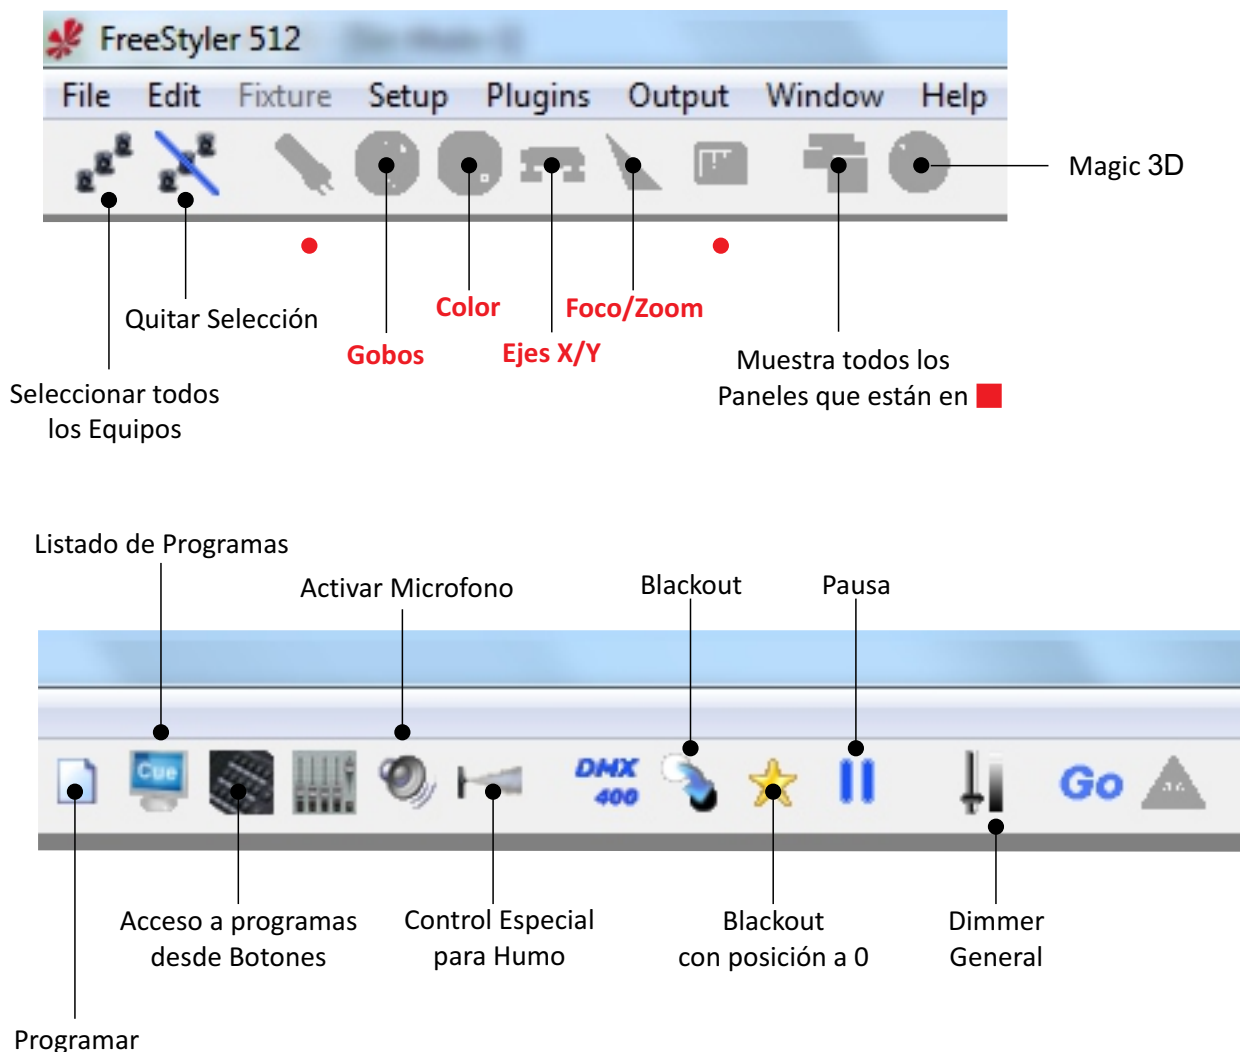 FreeStyler 512
File Edit Fixture Setup Plugins Output Window Help
Magic 3D
Color
Foco/Zoom
Quitar Selección
Gobos
Ejes X/Y
Muestra todos los
Paneles que están en
Seleccionar todos
los Equipos
Listado de Programas
Activar Microfono
Blackout
Pausa
Cue
DMX
400
Go
Acceso a programas
desde Botones
Control Especial
para Humo
Blackout
con posición a 0
Dimmer
General
Programar